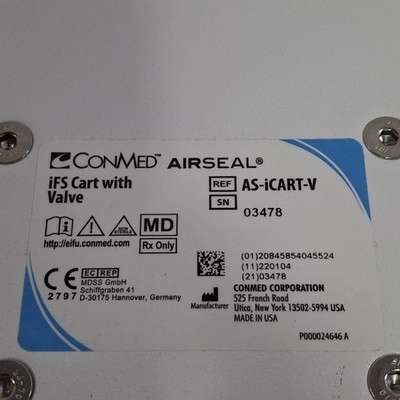 CONMED™ AIRSEAL®
iFS Cart with
Valve
REF AS-iCART-V
SN 03478
MD
Rx Only
http://eifu.conmed.com
EC REP
MDSS GmbH
Schiffgraben 41
D-30175 Hannover, Germany
2797
(01)20845854045524
(11)220104
(21)03478
Manufacturer
CONMED CORPORATION
525 French Road
Utica, New York 13502-5994 USA
MADE IN USA
P000024646 A